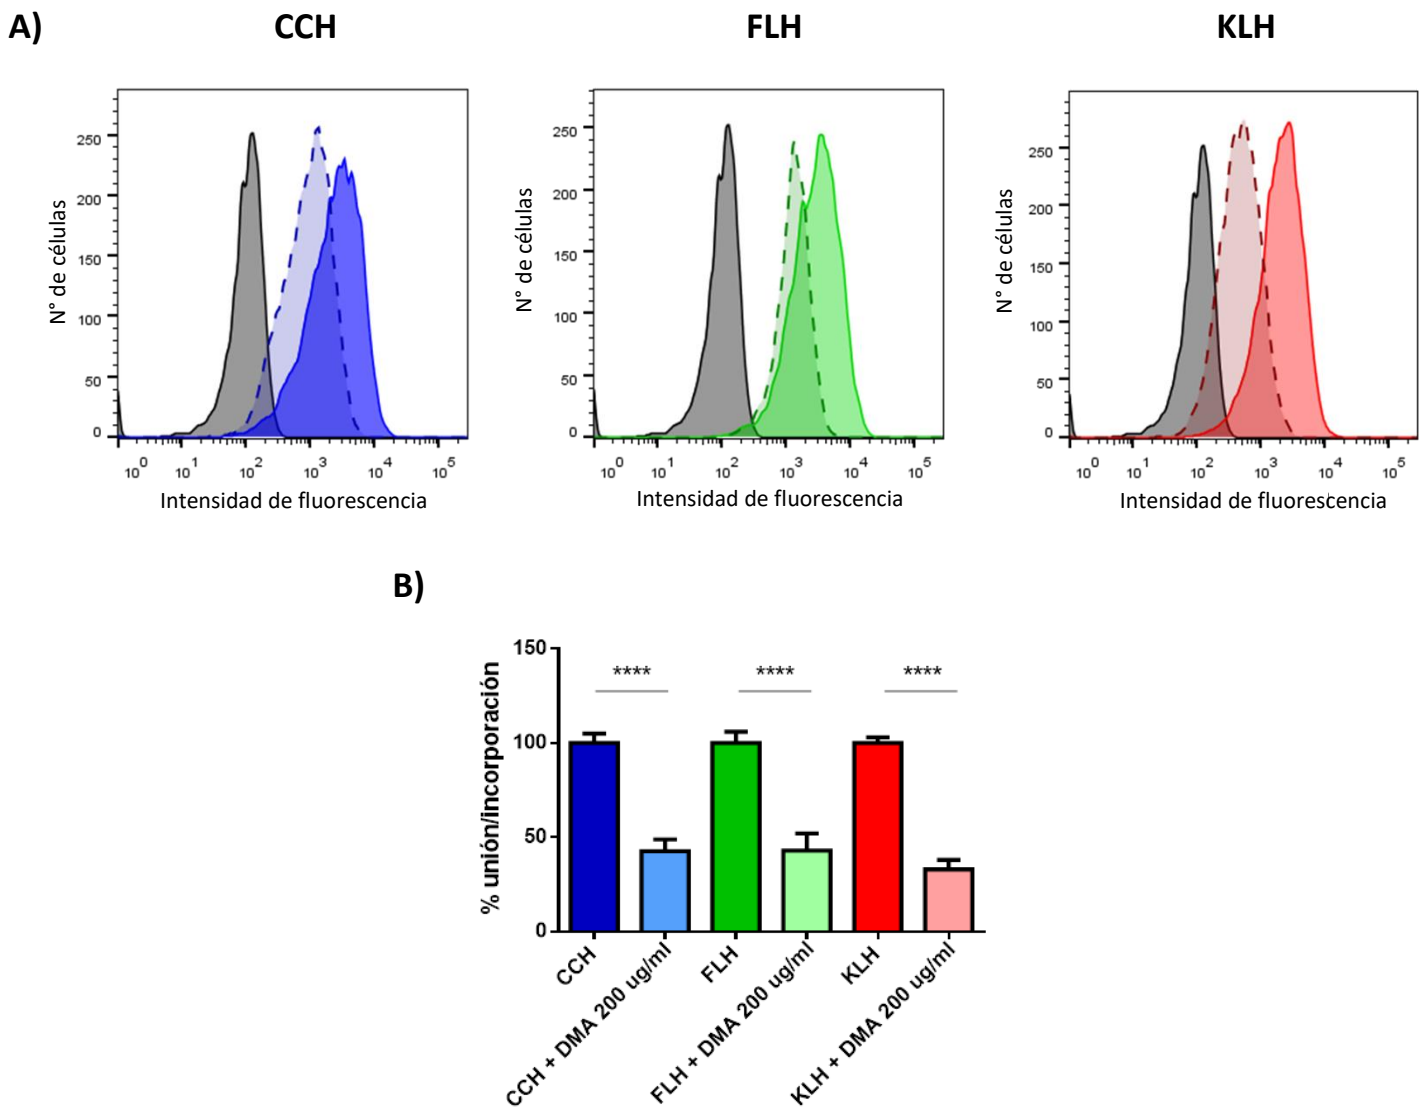 A)
CCH
FLH
KLH
N° de células
250
200
150
100
50
0
10^0 10^1 10^2 10^3 10^4 10^5
Intensidad de fluorescencia
N° de células
250
200
150
100
50
0
10^0 10^1 10^2 10^3 10^4 10^5
Intensidad de fluorescencia
N° de células
250
200
150
100
50
0
10^0 10^1 10^2 10^3 10^4 10^5
Intensidad de fluorescencia
B)
% unión/incorporación
150
100
50
0
****
****
****
CCH
CCH + DMA 200 ug/ml
FLH
FLH + DMA 200 ug/ml
KLH
KLH + DMA 200 ug/ml